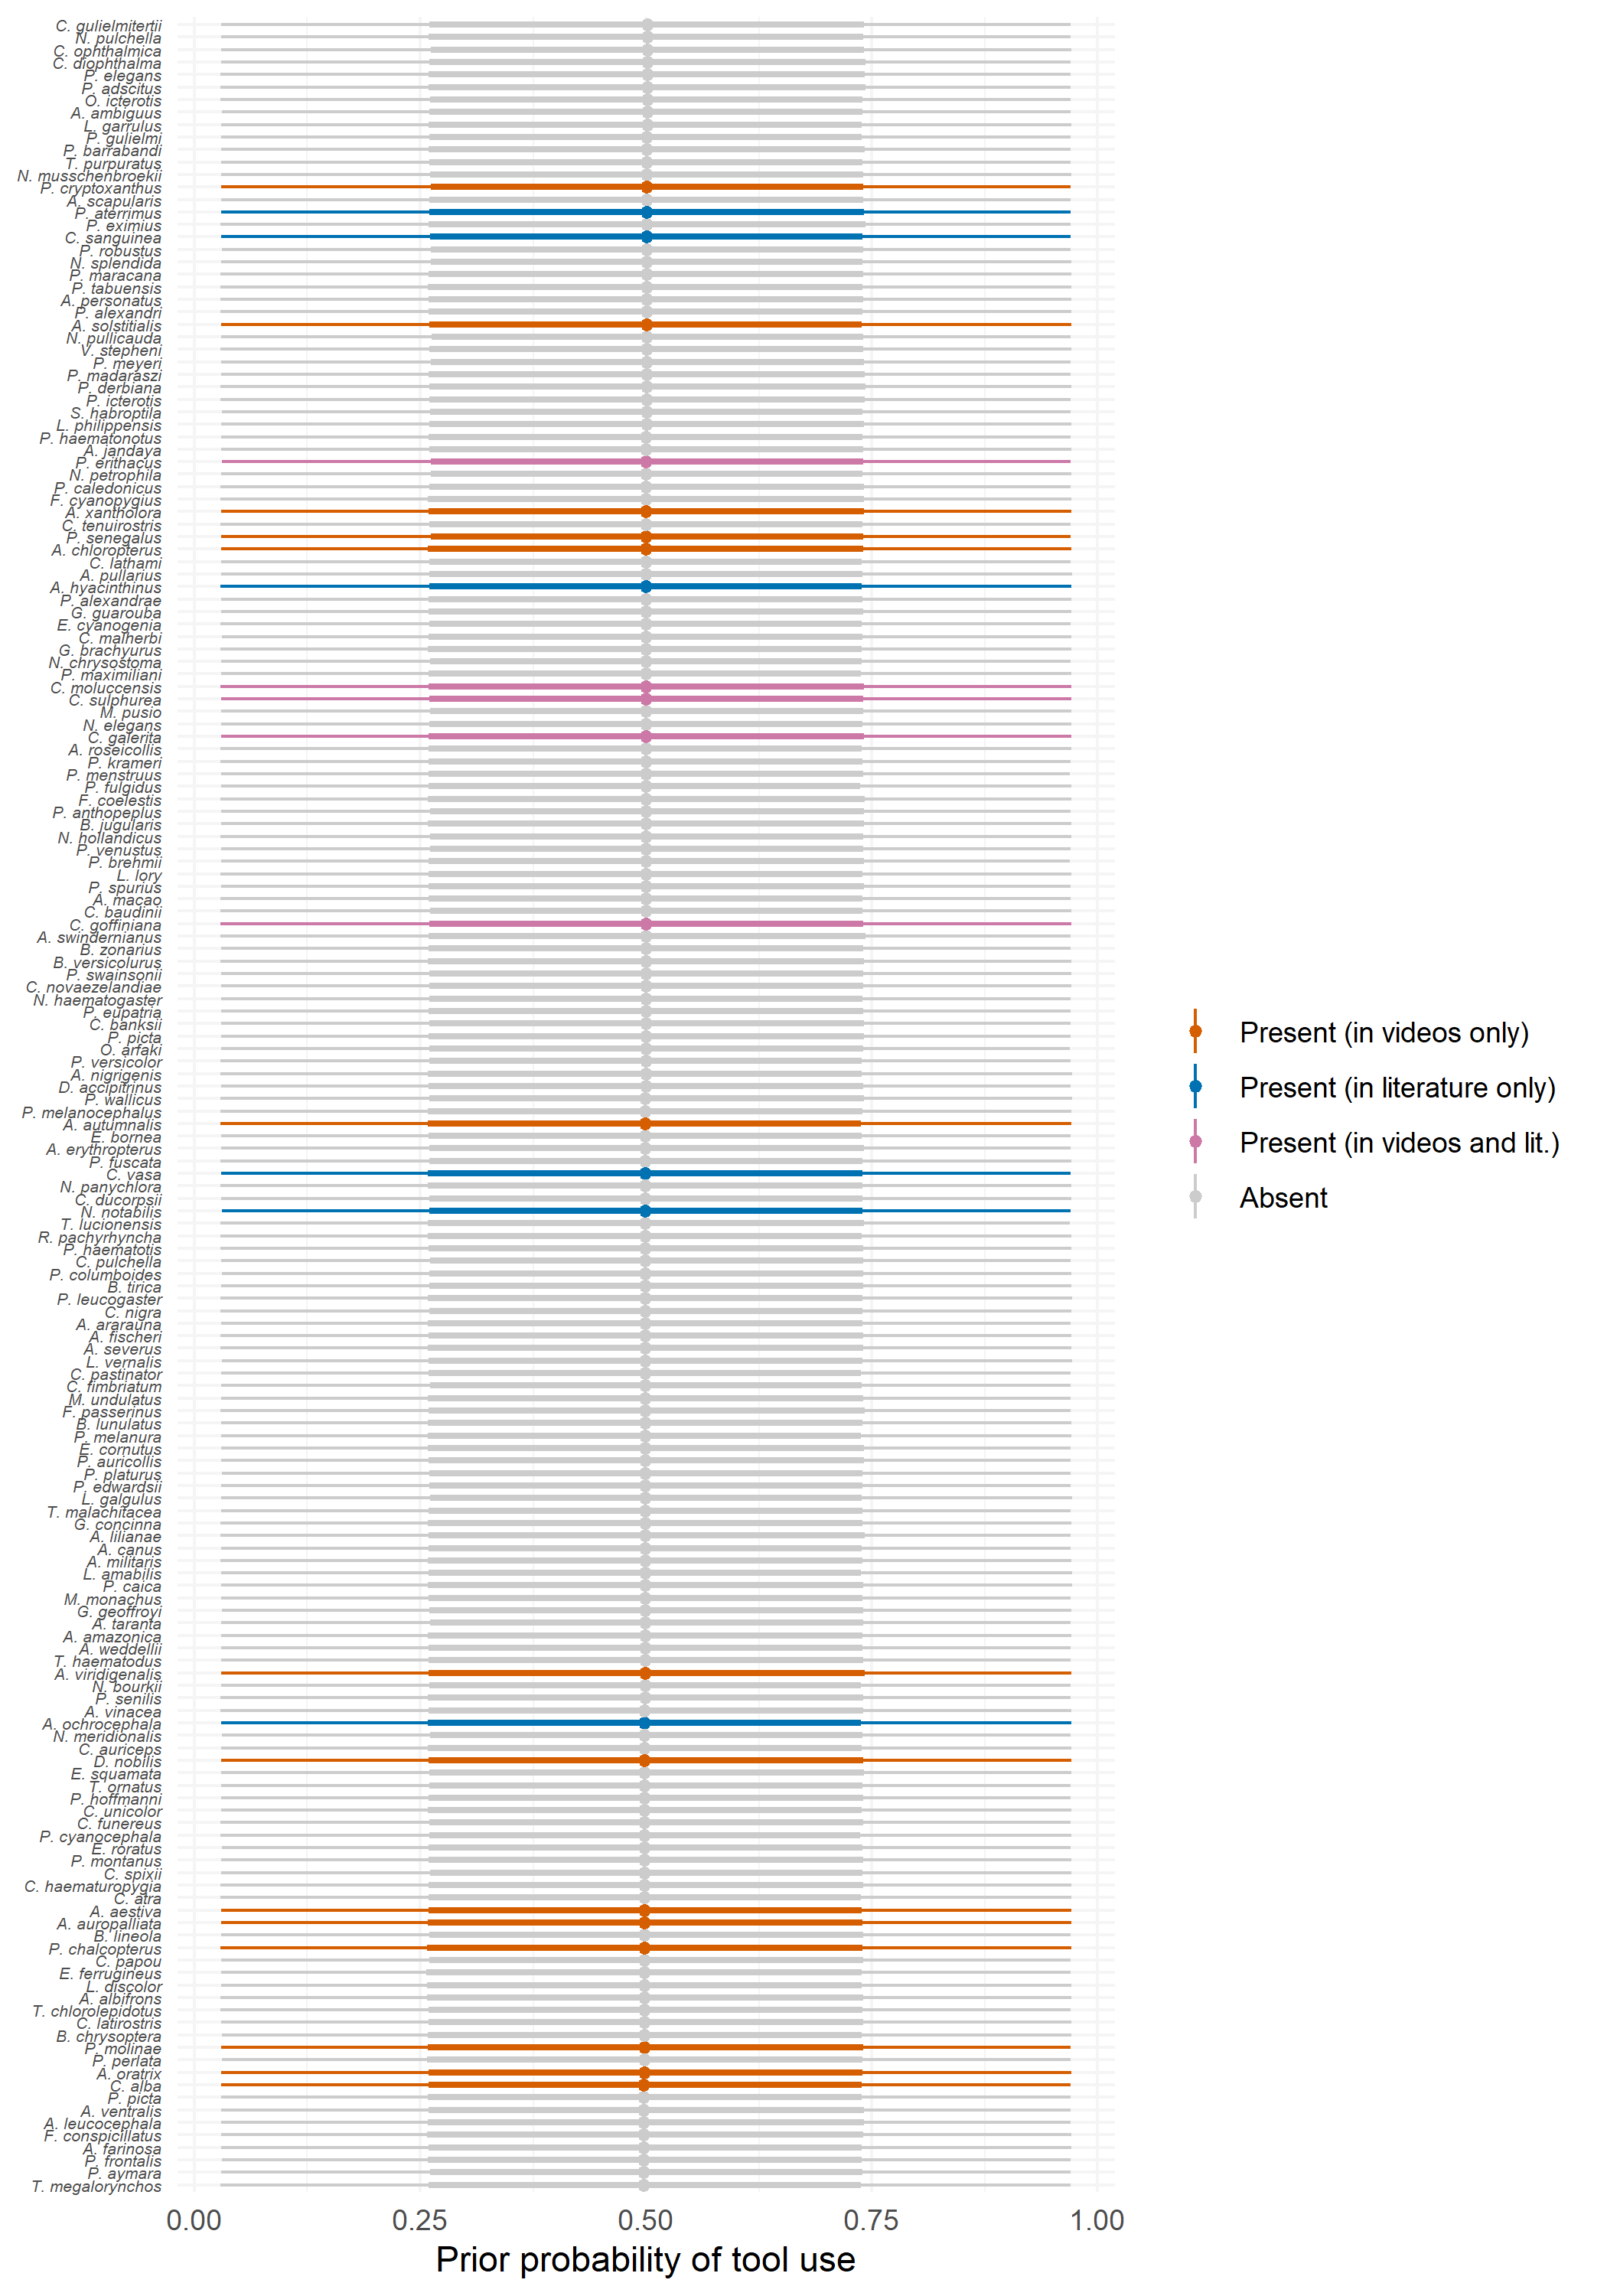 C. gulielmitertii
N. pulchella
C. ophthalmica
C. diophthalma
P. elegans
P. adscitus
O. icterotis
A. ambiguus
L. garrulus
P. gulielmi
P. barrabandi
T. purpuratus
N. musschenbroekii
P. cryptoxanthus
A. scapularis
P. aterrimus
P. eximius
C. sanguinea
P. robustus
N. splendida
P. maracana
P. tabuensis
A. personatus
P. alexandri
A. solstitialis
N. pullicauda
V. stepheni
P. meyeri
P. madaraszi
P. derbiana
P. icterotis
S. habroptila
L. philippensis
P. haematonotus
A. jandaya
P. erithacus
N. petrophila
P. caledonicus
F. cyanopygius
A. xantholora
C. tenuirostris
P. senegalus
A. chloropterus
C. lathami
A. pullarius
A. hyacinthinus
P. alexandrae
G. guarouba
E. cyanogenia
C. malherbi
G. brachyurus
N. chrysostoma
P. maximiliani
C. moluccensis
C. sulphurea
M. pusio
N. elegans
C. galerita
A. roseicollis
P. krameri
P. menstruus
P. fulgidus
F. coelestis
P. anthopeplus
B. jugularis
N. hollandicus
P. venustus
P. brehmii
L. lory
P. spurius
A. macao
C. baudinii
C. goffiniana
A. swindernianus
B. zonarius
B. versicolurus
P. swainsonii
C. novaezelandiae
N. haematogaster
P. eupatria
C. banksii
P. picta
O. arfaki
P. versicolor
A. nigrigenis
D. accipitrinus
P. wallicus
P. melanocephalus
A. autumnalis
E. bornea
A. erythropterus
P. fuscata
C. vasa
N. panychlora
C. ducorpsii
N. notabilis
T. lucionensis
R. pachyrhyncha
P. haematotis
C. pulchella
P. columboides
B. tirica
P. leucogaster
C. nigra
A. ararauna
A. fischeri
A. severus
L. vernalis
C. pastinator
C. fimbriatum
M. undulatus
F. passerinus
B. lunulatus
P. melanura
E. cornutus
P. auricollis
P. platurus
P. edwardsii
L. galgulus
T. malachitacea
G. concinna
A. lilianae
A. canus
A. militaris
L. amabilis
P. caica
M. monachus
G. geoffroyi
A. taranta
A. amazonica
A. weddellii
T. haematodus
A. viridigenalis
N. bourkii
P. senilis
A. vinacea
A. ochrocephala
N. meridionalis
C. auriceps
D. nobilis
E. squamata
T. ornatus
P. hoffmanni
C. unicolor
C. funereus
P. cyanocephala
E. roratus
P. montanus
C. spixii
C. haematuropygia
C. atra
A. aestiva
A. auropalliata
B. lineola
P. chalcopterus
C. papou
E. ferrugineus
L. discolor
A. albifrons
T. chlorolepidotus
C. latirostris
B. chrysoptera
P. molinae
P. perlata
A. oratrix
C. alba
P. picta
A. ventralis
A. leucocephala
F. conspicillatus
A. farinosa
P. frontalis
P. aymara
T. megalorynchos
0.00 0.25 0.50 0.75 1.00
Prior probability of tool use
Present (in videos only)
Present (in literature only)
Present (in videos and lit.)
Absent